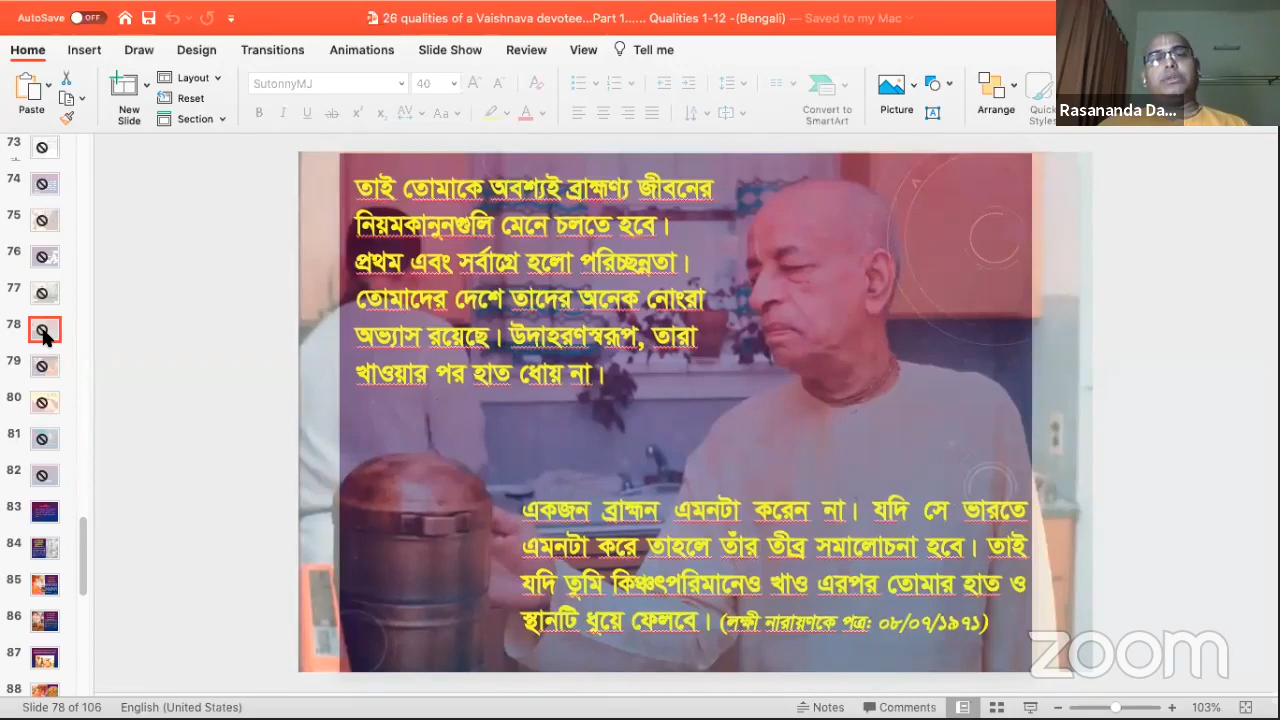 AutoSave OFF
26 qualities of a Vaishnava devotee...Part 1...... Qualities 1-12 -(Bengali) — Saved to my Mac
Home Insert Draw Design Transitions Animations Slide Show Review View Tell me
Paste
New Slide
Layout
Reset
Section
SutonnyMJ 40
Convert to SmartArt
Picture
Arrange
Quick Styles
Rasananda Da...
73
74
75
76
77
78
79
80
81
82
83
84
85
86
87
88
তাই তোমাকে অবশ্যই ব্রাহ্মণ্য জীবনের
নিয়মকানুনগুলি মেনে চলতে হবে।
প্রথম এবং সর্বাগ্রে হলো পরিচ্ছন্নতা।
তোমাদের দেশে তাদের অনেক নোংরা
অভ্যাস রয়েছে। উদাহরণস্বরূপ, তারা
খাওয়ার পর হাত ধোয় না।
একজন ব্রাহ্মন এমনটা করেন না। যদি সে ভারতে
এমনটা করে তাহলে তাঁর তীব্র সমালোচনা হবে। তাই
যদি তুমি কিঞ্চৎপরিমানেও খাও এরপর তোমার হাত ও
স্থানটি ধুয়ে ফেলবে। (লক্ষী নারায়ণকে পত্র: ০৮/০৭/১৯৭১)
zoom
Slide 78 of 106 English (United States) Notes Comments 103%